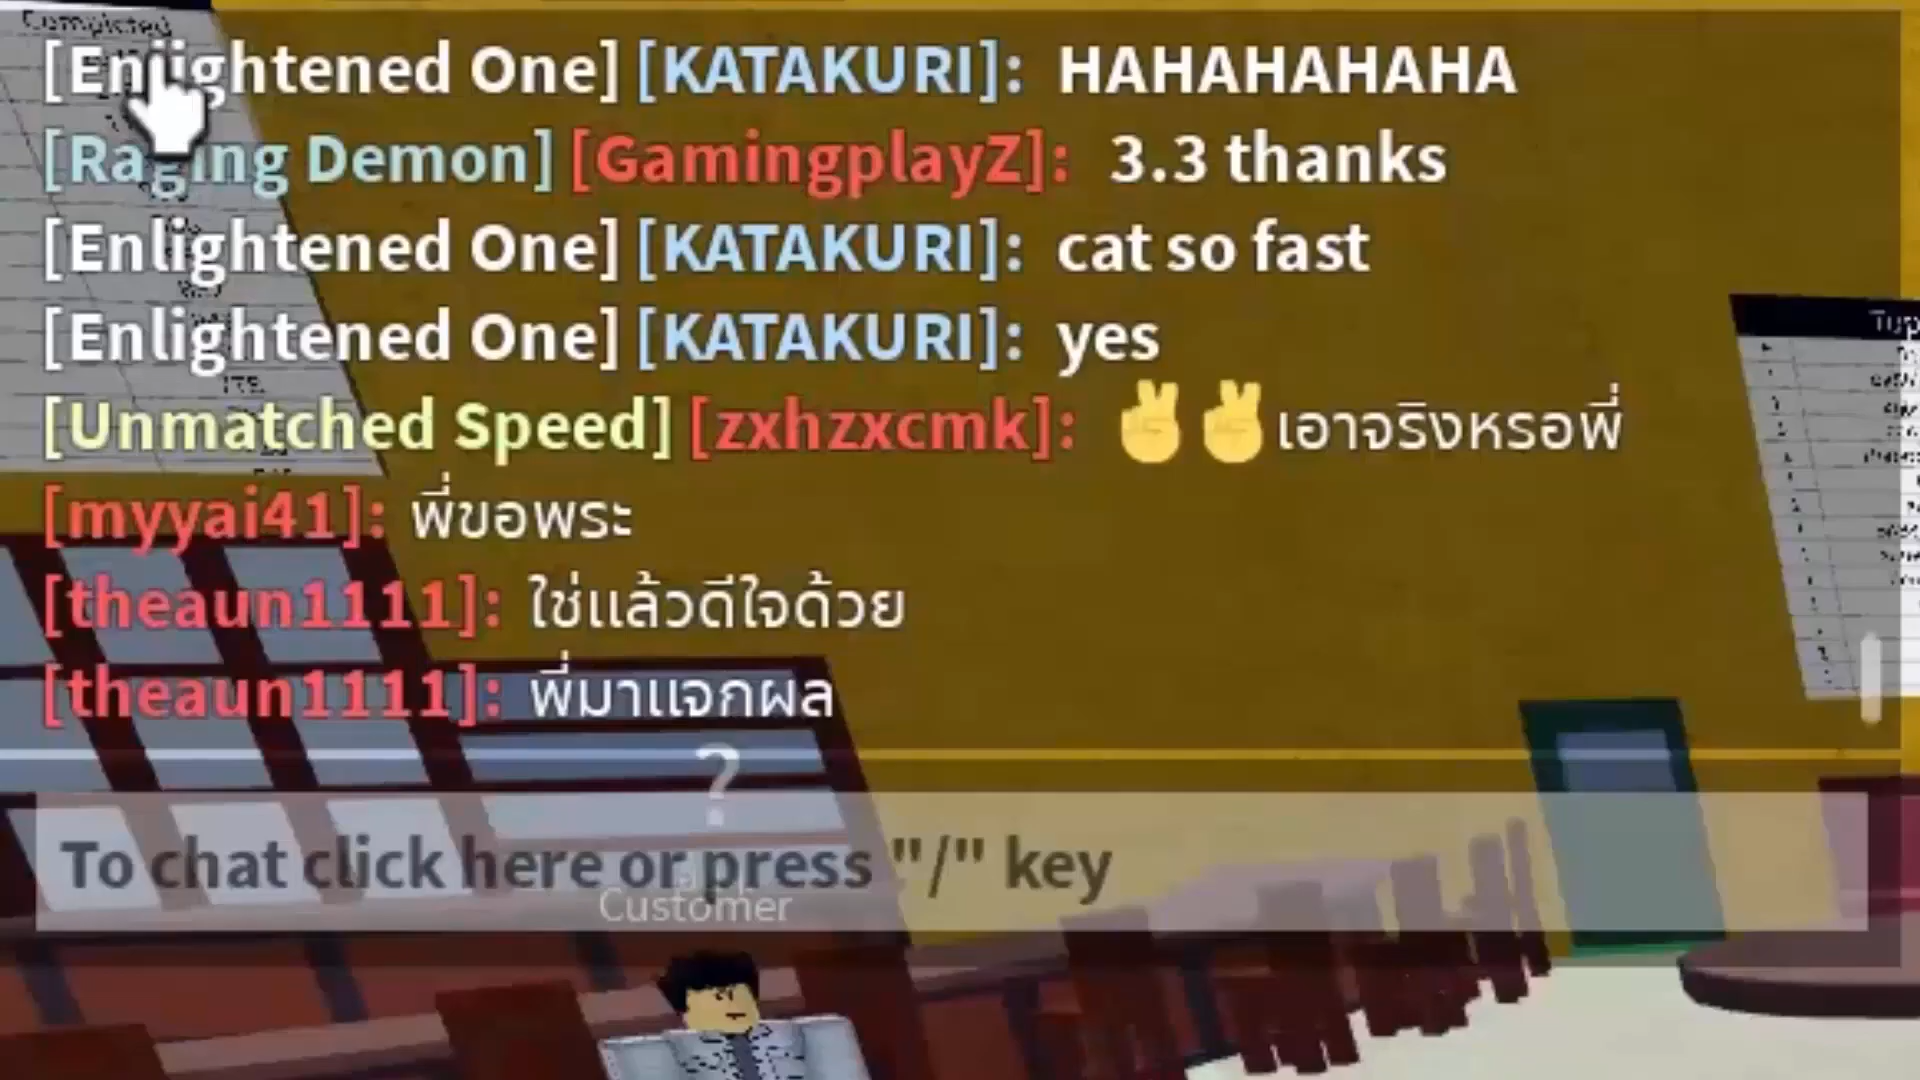 Completed
[Enlightened One] [KATAKURI]: HAHAHAHAHA
[Raging Demon] [GamingplayZ]: 3.3 thanks
[Enlightened One] [KATAKURI]: cat so fast
[Enlightened One] [KATAKURI]: yes
[Unmatched Speed] [zxhzxcmk]: ✌✌เอาจริงหรอพี่
[myyai41]: พี่ขอพระ
[theaun1111]: ใช่แล้วดีใจด้วย
[theaun1111]: พี่มาแจกผล
?
To chat click here or press "/" key
Customer